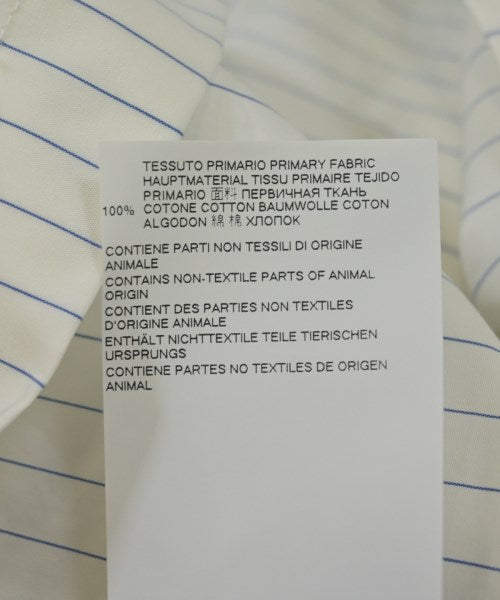 TESSUTO PRIMARIO PRIMARY FABRIC
HAUPTMATERIAL TISSU PRIMAIRE TEJIDO
PRIMARIO 面料 ПЕРВИЧНАЯ ТКАНЬ
100% COTONE COTTON BAUMWOLLE COTON
ALGODON 綿 棉 ХЛОПОК
CONTIENE PARTI NON TESSILI DI ORIGINE
ANIMALE
CONTAINS NON-TEXTILE PARTS OF ANIMAL
ORIGIN
CONTIENT DES PARTIES NON TEXTILES
D'ORIGINE ANIMALE
ENTHÄLT NICHTTEXTILE TEILE TIERISCHEN
URSPRUNGS
CONTIENE PARTES NO TEXTILES DE ORIGEN
ANIMAL